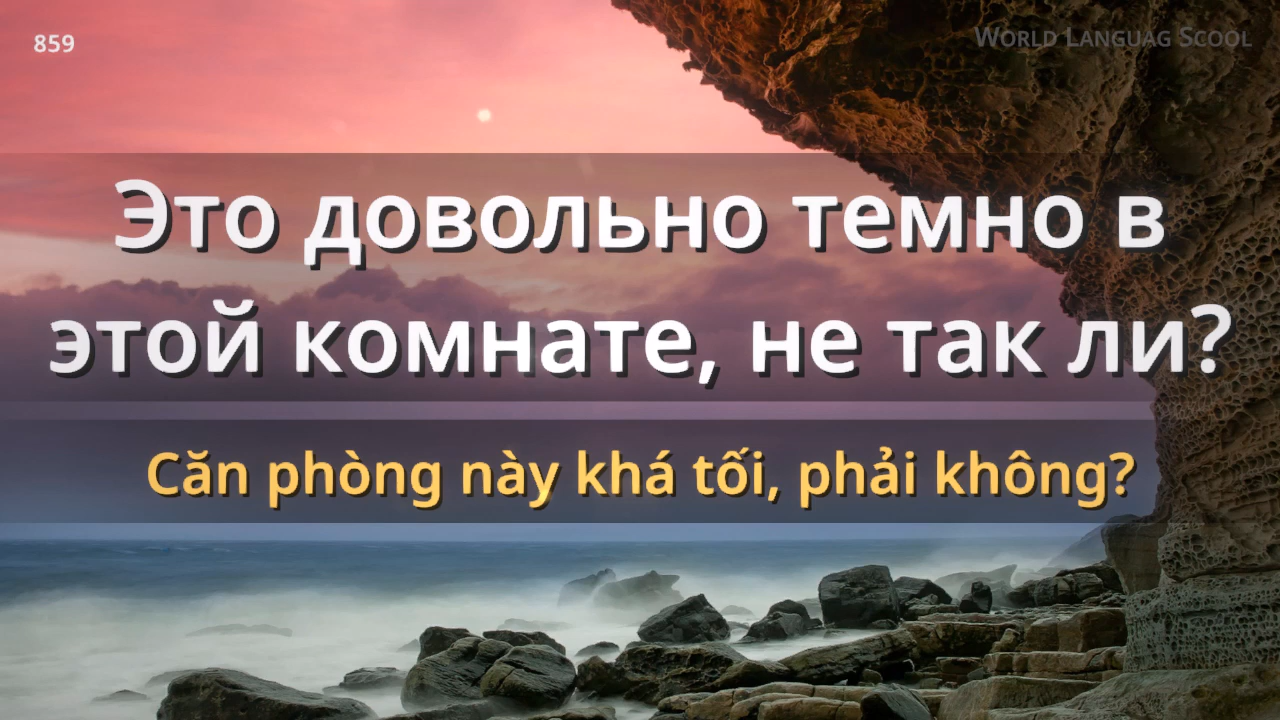 859
World Languag Scool
Это довольно темно в
этой комнате, не так ли?
Căn phòng này khá tối, phải không?